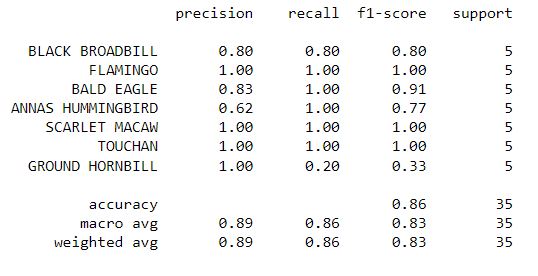 precision recall f1-score support
BLACK BROADBILL 0.80 0.80 0.80 5
FLAMINGO 1.00 1.00 1.00 5
BALD EAGLE 0.83 1.00 0.91 5
ANNAS HUMMINGBIRD 0.62 1.00 0.77 5
SCARLET MACAW 1.00 1.00 1.00 5
TOUCHAN 1.00 1.00 1.00 5
GROUND HORNBILL 1.00 0.20 0.33 5
accuracy 0.86 35
macro avg 0.89 0.86 0.83 35
weighted avg 0.89 0.86 0.83 35